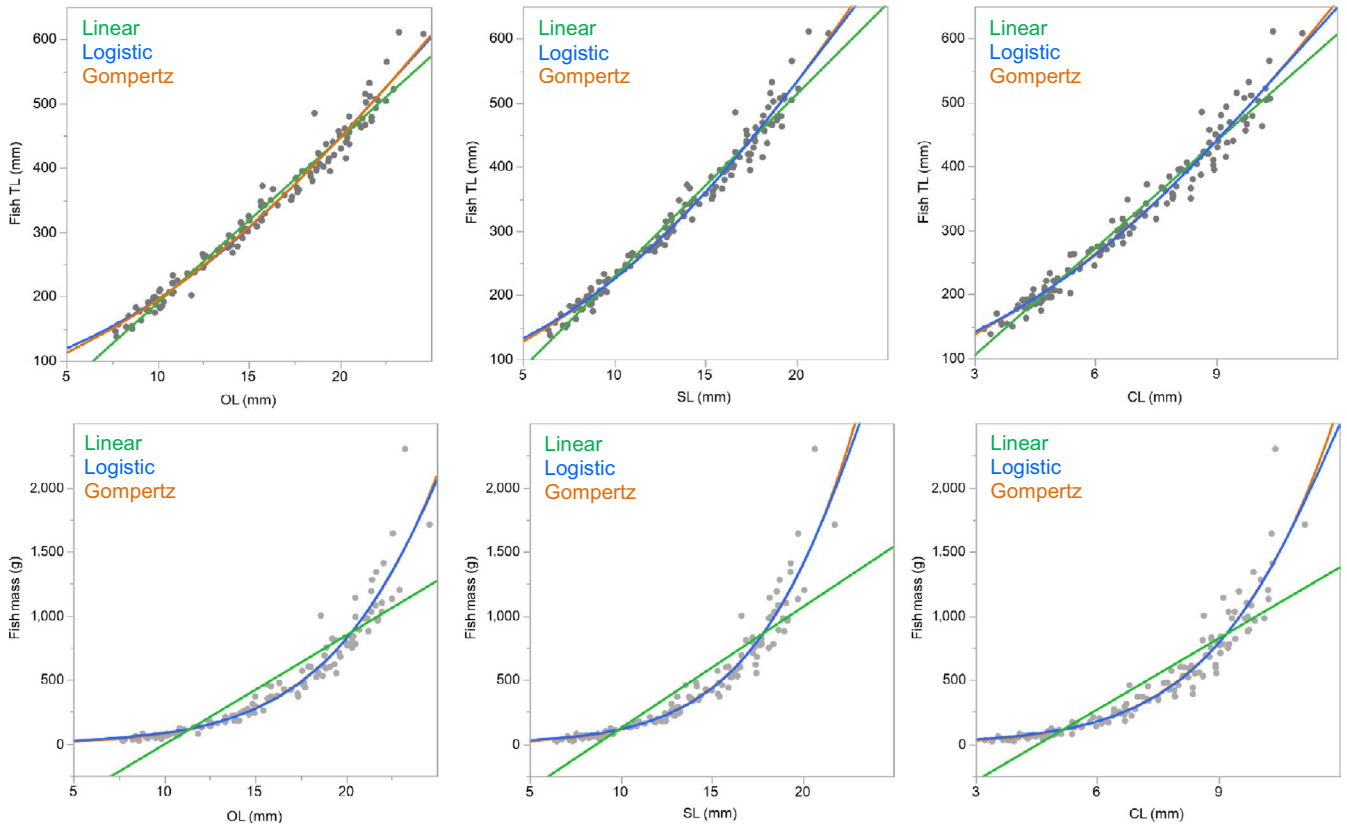 Linear
Logistic
Gompertz
600
500
400
300
200
100
Fish TL (mm)
5
10
15
20
OL (mm)
Linear
Logistic
Gompertz
600
500
400
300
200
100
Fish TL (mm)
5
10
15
20
SL (mm)
Linear
Logistic
Gompertz
600
500
400
300
200
100
Fish TL (mm)
3
6
9
CL (mm)
Linear
Logistic
Gompertz
2,000
1.500
1,000
500
0
Fish mass (g)
5
10
15
20
OL (mm)
Linear
Logistic
Gompertz
2,000
1.500
1,000
500
0
Fish mass (g)
5
10
15
20
SL (mm)
Linear
Logistic
Gompertz
2,000
1.500
1,000
500
0
Fish mass (g)
3
6
9
CL (mm)